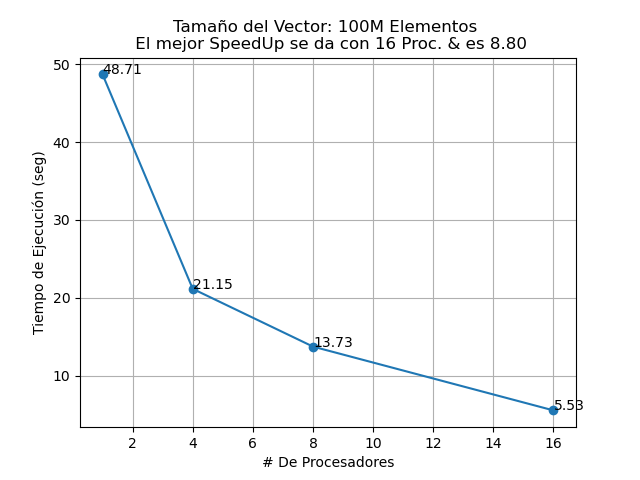 Tamaño del Vector: 100M Elementos
El mejor SpeedUp se da con 16 Proc. & es 8.80
50
48.71
40
Tiempo de Ejecución (seg)
30
21.15
20
13.73
10
5.53
2 4 6 8 10 12 14 16
# De Procesadores